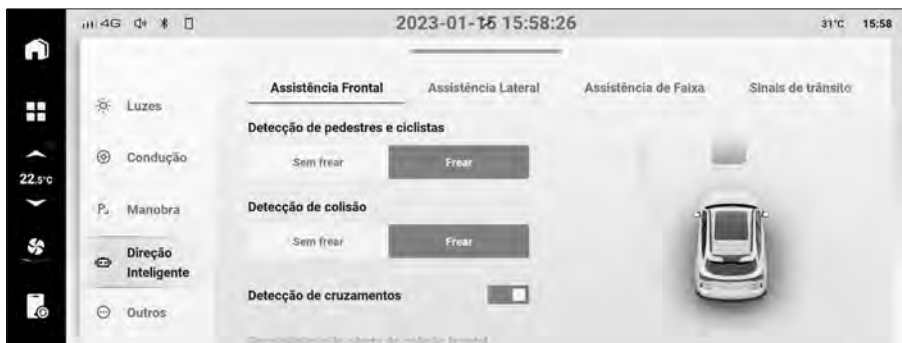 4G
2023-01-15 15:58:26
31°C 15:58
Assistência Frontal Assistência Lateral Assistência de Faixa Sinais de trânsito
Luzes
Detecção de pedestres e ciclistas
Condução
Sem frear Frear
22.5°C
Manobra
Detecção de colisão
Sem frear Frear
Direção
Inteligente
Detecção de cruzamentos
Outros